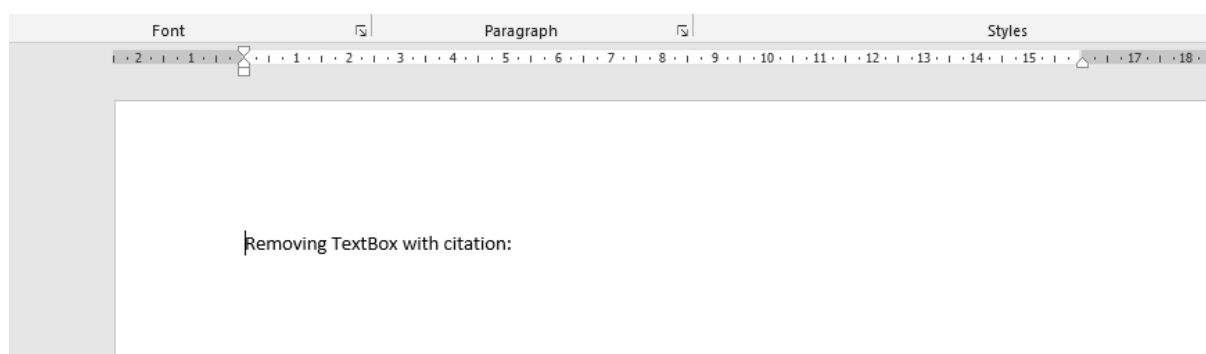 Font Paragraph Styles
2 1 1 2 3 4 5 6 7 8 9 10 11 12 13 14 15 17 18
Removing TextBox with citation: